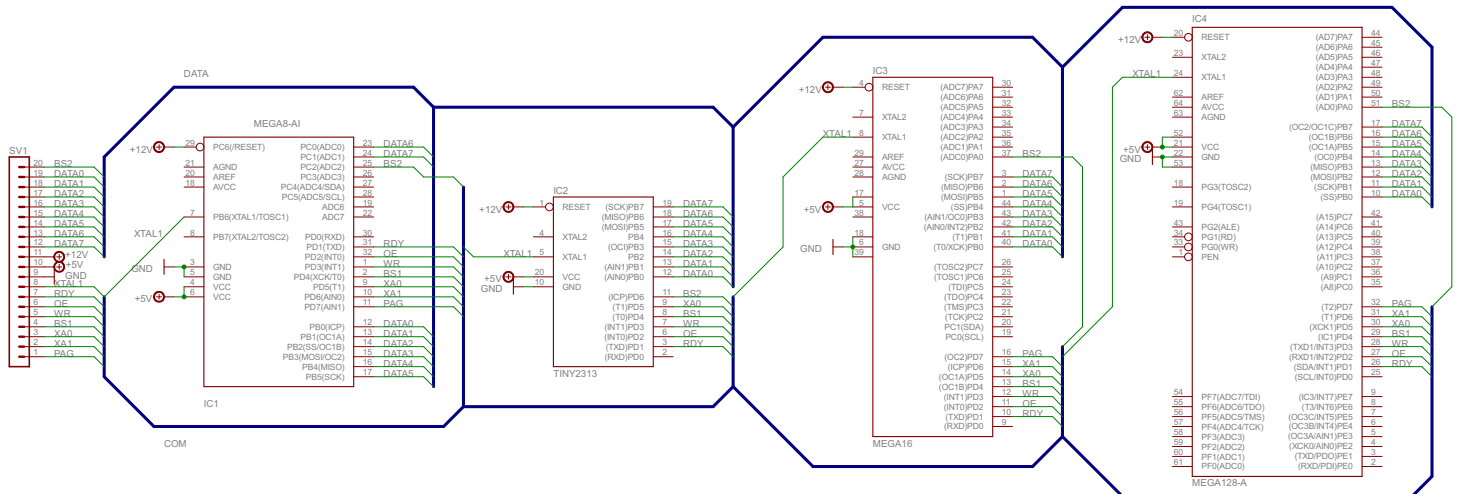 SV1
20 BS2
19 DATA0
18 DATA1
17 DATA2
16 DATA3
15 DATA4
14 DATA5
13 DATA6
12 DATA7
11 +12V
10 +5V
9 GND
8 XTAL1
7 RDY
6 OE
5 WR
4 BS1
3 XA0
2 XA1
1 PAG
DATA
COM
XTAL1
MEGA8-AI
IC1
+12V
29 PC6(/RESET)
21 AGND
20 AREF
18 AVCC
7 PB6(XTAL1/TOSC1)
8 PB7(XTAL2/TOSC2)
GND
3 GND
5 GND
+5V
4 VCC
6 VCC
PC0(ADC0) 23 DATA6
PC1(ADC1) 24 DATA7
PC2(ADC2) 25 BS2
PC3(ADC3) 26
PC4(ADC4/SDA) 27
PC5(ADC5/SCL) 28
ADC6 19
ADC7 22
PD0(RXD) 30
PD1(TXD) 31 RDY
PD2(INT0) 32 OE
PD3(INT1) 1 WR
PD4(XCK/T0) 2 BS1
PD5(T1) 9 XA0
PD6(AIN0) 10 XA1
PD7(AIN1) 11 PAG
PB0(ICP) 12 DATA0
PB1(OC1A) 13 DATA1
PB2(SS/OC1B) 14 DATA2
PB3(MOSI/OC2) 15 DATA3
PB4(MISO) 16 DATA4
PB5(SCK) 17 DATA5
IC2
+12V
1 RESET
4 XTAL2
XTAL1 5 XTAL1
+5V 20 VCC
GND 10 GND
(SCK)PB7 19 DATA7
(MISO)PB6 18 DATA6
(MOSI)PB5 17 DATA5
PB4 16 DATA4
(OCI)PB3 15 DATA3
PB2 14 DATA2
(AIN1)PB1 13 DATA1
(AIN0)PB0 12 DATA0
(ICP)PD6 11 BS2
(T1)PD5 9 XA0
(T0)PD4 8 BS1
(INT1)PD3 7 WR
(INT0)PD2 6 OE
(TXD)PD1 3 RDY
(RXD)PD0 2
TINY2313
IC3
+12V
4 RESET
7 XTAL2
XTAL1 8 XTAL1
29 AREF
27 AVCC
28 AGND
+5V
17
5 VCC
38
GND
18
6 GND
39
(ADC7)PA7 30
(ADC6)PA6 31
(ADC5)PA5 32
(ADC4)PA4 33
(ADC3)PA3 34
(ADC2)PA2 35
(ADC1)PA1 36
(ADC0)PA0 37 BS2
(SCK)PB7 3 DATA7
(MISO)PB6 2 DATA6
(MOSI)PB5 1 DATA5
(SS)PB4 44 DATA4
(AIN1/OC0)PB3 43 DATA3
(AIN0/INT2)PB2 42 DATA2
(T1)PB1 41 DATA1
(T0/XCK)PB0 40 DATA0
(TOSC2)PC7 26
(TOSC1)PC6 25
(TDI)PC5 24
(TDO)PC4 23
(TMS)PC3 22
(TCK)PC2 21
PC1(SDA) 20
PC0(SCL) 19
(OC2)PD7 16 PAG
(ICP)PD6 15 XA1
(OC1A)PD5 14 XA0
(OC1B)PD4 13 BS1
(INT1)PD3 12 WR
(INT0)PD2 11 OE
(TXD)PD1 10 RDY
(RXD)PD0 9
MEGA16
IC4
+12V
20 RESET
23 XTAL2
XTAL1 24 XTAL1
62 AREF
64 AVCC
63 AGND
52
+5V 21 VCC
GND 22 GND
53
18 PG3(TOSC2)
19 PG4(TOSC1)
43 PG2(ALE)
34 PG1(RD)
33 PG0(WR)
1 PEN
54 PF7(ADC7/TDI)
55 PF6(ADC6/TDO)
56 PF5(ADC5/TMS)
57 PF4(ADC4/TCK)
58 PF3(ADC3)
59 PF2(ADC2)
60 PF1(ADC1)
61 PF0(ADC0)
(AD7)PA7 44
(AD6)PA6 45
(AD5)PA5 46
(AD4)PA4 47
(AD3)PA3 48
(AD2)PA2 49
(AD1)PA1 50
(AD0)PA0 51 BS2
(OC2/OC1C)PB7 17 DATA7
(OC1B)PB6 16 DATA6
(OC1A)PB5 15 DATA5
(OC0)PB4 14 DATA4
(MISO)PB3 13 DATA3
(MOSI)PB2 12 DATA2
(SCK)PB1 11 DATA1
(SS)PB0 10 DATA0
(A15)PC7 42
(A14)PC6 41
(A13)PC5 40
(A12)PC4 39
(A11)PC3 38
(A10)PC2 37
(A9)PC1 36
(A8)PC0 35
(T2)PD7 32 PAG
(T1)PD6 31 XA1
(XCK1)PD5 30 XA0
(IC1)PD4 29 BS1
(TXD1/INT3)PD3 28 WR
(RXD1/INT2)PD2 27 OE
(SDA/INT1)PD1 26 RDY
(SCL/INT0)PD0 25
(IC3/INT7)PE7 9
(T3/INT6)PE6 8
(OC3C/INT5)PE5 7
(OC3B/INT4)PE4 6
(OC3A/AIN1)PE3 5
(XCK0/AIN0)PE2 4
(TXD/PDO)PE1 3
(RXD/PDI)PE0 2
MEGA128-A